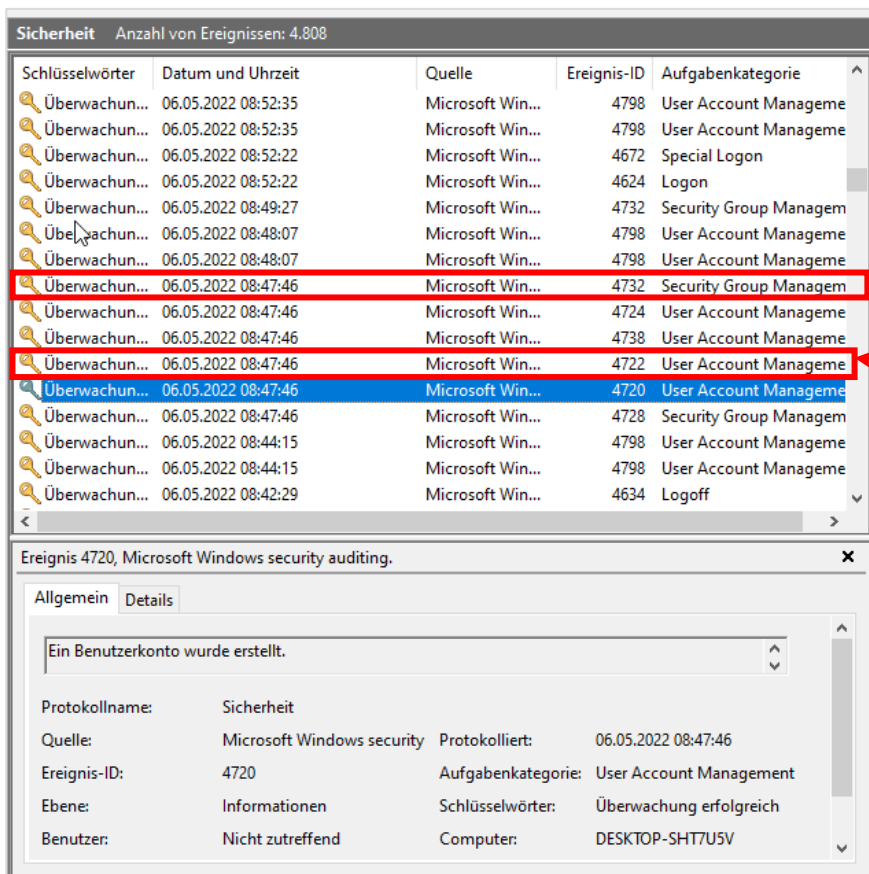 Sicherheit Anzahl von Ereignissen: 4.808
Schlüsselwörter Datum und Uhrzeit Quelle Ereignis-ID Aufgabenkategorie
Überwachun... 06.05.2022 08:52:35 Microsoft Win... 4798 User Account Manageme
Überwachun... 06.05.2022 08:52:35 Microsoft Win... 4798 User Account Manageme
Überwachun... 06.05.2022 08:52:22 Microsoft Win... 4672 Special Logon
Überwachun... 06.05.2022 08:52:22 Microsoft Win... 4624 Logon
Überwachun... 06.05.2022 08:49:27 Microsoft Win... 4732 Security Group Managem
Überwachun... 06.05.2022 08:48:07 Microsoft Win... 4798 User Account Manageme
Überwachun... 06.05.2022 08:48:07 Microsoft Win... 4798 User Account Manageme
Überwachun... 06.05.2022 08:47:46 Microsoft Win... 4732 Security Group Managem
Überwachun... 06.05.2022 08:47:46 Microsoft Win... 4724 User Account Manageme
Überwachun... 06.05.2022 08:47:46 Microsoft Win... 4738 User Account Manageme
Überwachun... 06.05.2022 08:47:46 Microsoft Win... 4722 User Account Manageme
Überwachun... 06.05.2022 08:47:46 Microsoft Win... 4720 User Account Manageme
Überwachun... 06.05.2022 08:47:46 Microsoft Win... 4728 Security Group Managem
Überwachun... 06.05.2022 08:44:15 Microsoft Win... 4798 User Account Manageme
Überwachun... 06.05.2022 08:44:15 Microsoft Win... 4798 User Account Manageme
Überwachun... 06.05.2022 08:42:29 Microsoft Win... 4634 Logoff
Ereignis 4720, Microsoft Windows security auditing.
Allgemein Details
Ein Benutzerkonto wurde erstellt.
Protokollname: Sicherheit
Quelle: Microsoft Windows security Protokolliert: 06.05.2022 08:47:46
Ereignis-ID: 4720 Aufgabenkategorie: User Account Management
Ebene: Informationen Schlüsselwörter: Überwachung erfolgreich
Benutzer: Nicht zutreffend Computer: DESKTOP-SHT7U5V